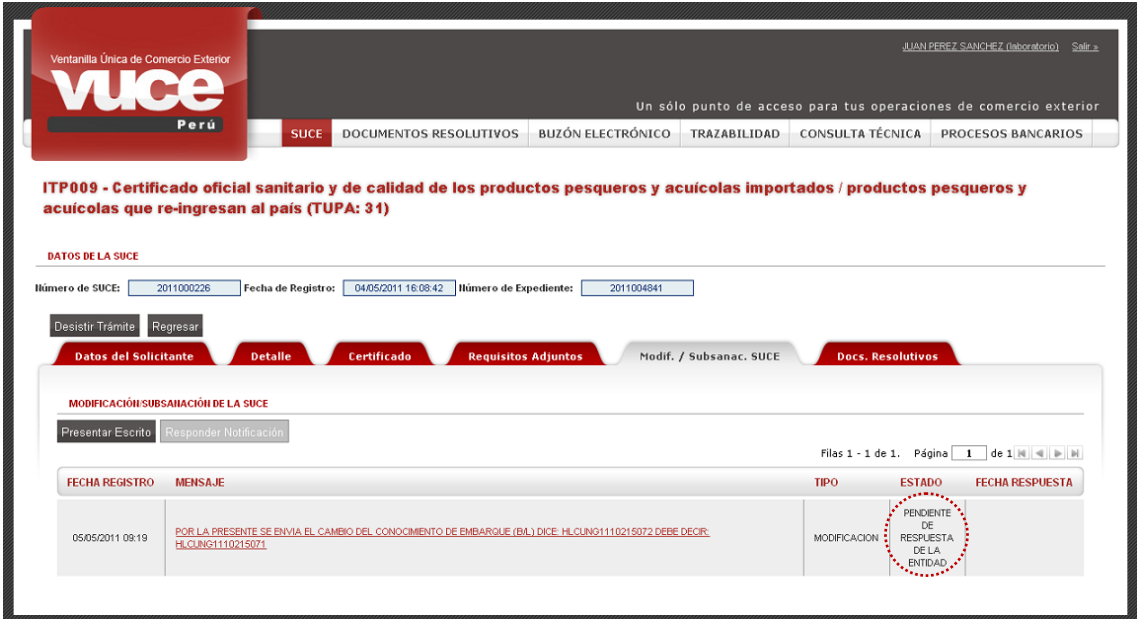 JUAN PEREZ SANCHEZ (laboratorio) Salir »
Ventanilla Única de Comercio Exterior
vuce
Perú
Un sólo punto de acceso para tus operaciones de comercio exterior
SUCE DOCUMENTOS RESOLUTIVOS BUZÓN ELECTRÓNICO TRAZABILIDAD CONSULTA TÉCNICA PROCESOS BANCARIOS
ITP009 - Certificado oficial sanitario y de calidad de los productos pesqueros y acuícolas importados / productos pesqueros y
acuícolas que re-ingresan al país (TUPA: 31)
DATOS DE LA SUCE
Número de SUCE: 2011000226 Fecha de Registro: 04/05/2011 16:08:42 Número de Expediente: 2011004841
Desistir Trámite Regresar
Datos del Solicitante Detalle Certificado Requisitos Adjuntos Modif. / Subsanac. SUCE Docs. Resolutivos
MODIFICACIÓN/SUBSANACIÓN DE LA SUCE
Presentar Escrito Responder Notificación
Filas 1 - 1 de 1. Página 1 de 1
FECHA REGISTRO MENSAJE TIPO ESTADO FECHA RESPUESTA
05/05/2011 09:19
POR LA PRESENTE SE ENVIA EL CAMBIO DEL CONOCIMIENTO DE EMBARQUE (B/L) DICE: HLCUNG1110215072 DEBE DECIR:
HLCUNG1110215071
MODIFICACION
PENDIENTE
DE
RESPUESTA
DE LA
ENTIDAD